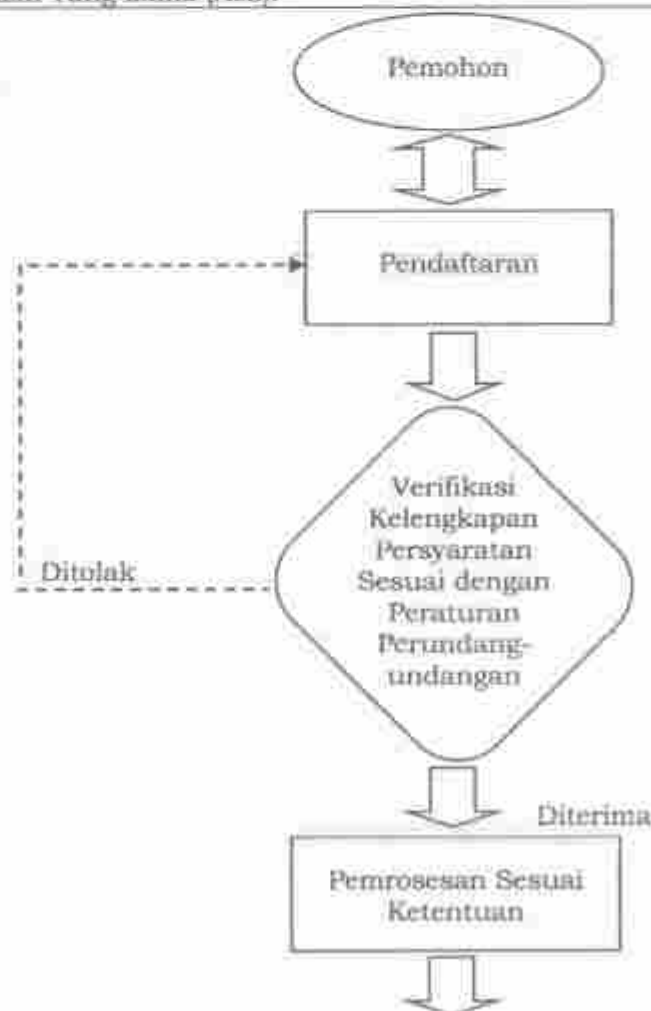 Pemohon
Pendaftaran
Verifikasi
Kelengkapan
Persyaratan
Sesuai dengan
Peraturan
Perundang-
undangan
Ditolak
Diterima
Pemrosesan Sesuai
Ketentuan